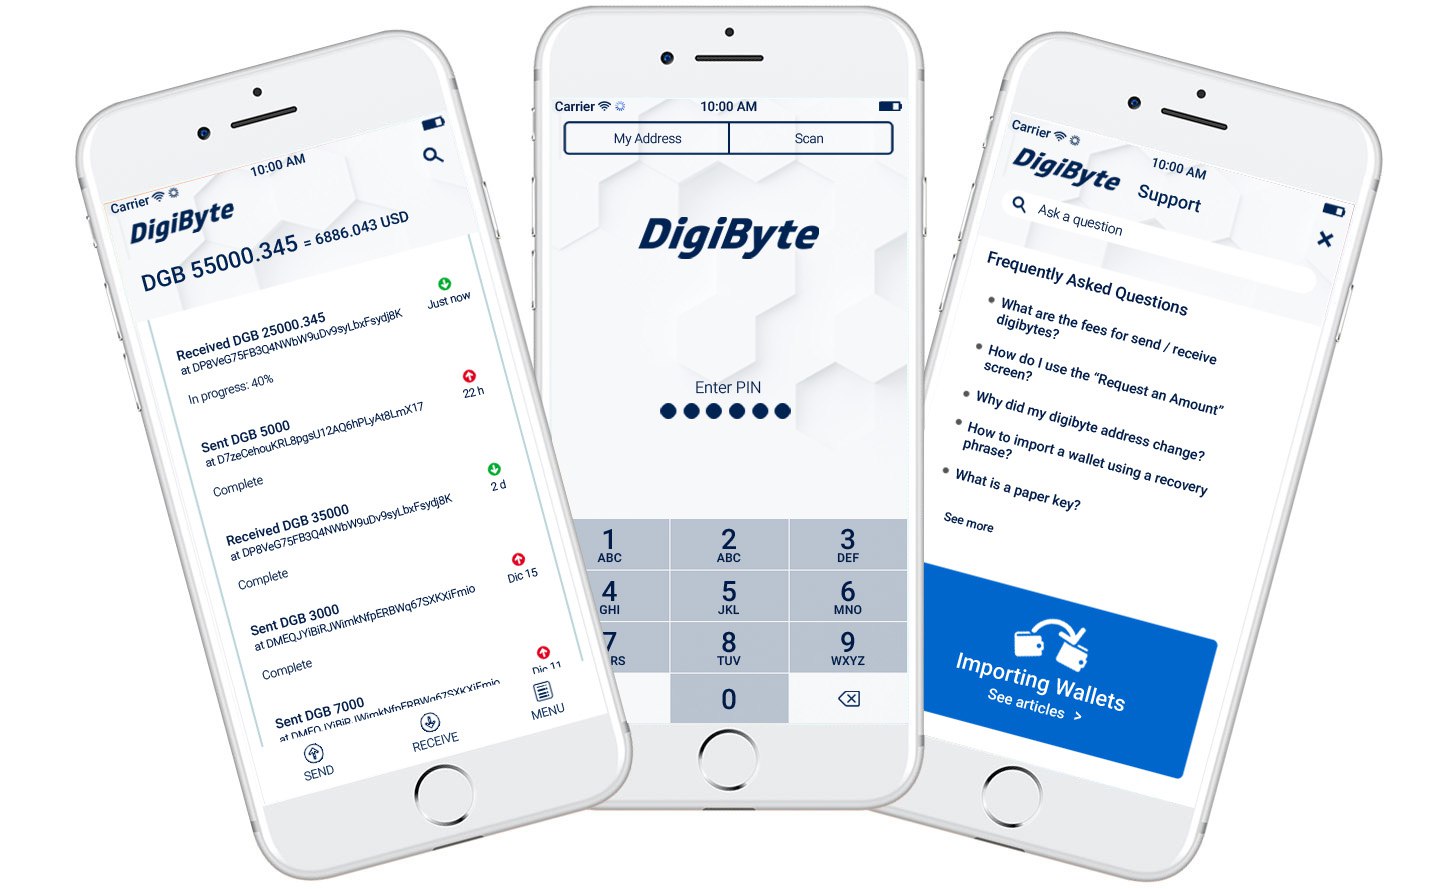 Carrier
10:00 AM
DigiByte
DGB 55000.345 = 6886.043 USD
Received DGB 25000.345
at DP8VeG75FB3Q4NWbW9uDv9syLbxFsydj8K
Just now
In progress: 40%
Sent DGB 5000
at D7zeCehouKRL8pgsU12AQ6hPLyAt8LmX17
22 h
Complete
Received DGB 35000
at DP8VeG75FB3Q4NWbW9uDv9syLbxFsydj8K
2 d
Complete
Sent DGB 3000
at DMEQJYiBiRJWimkNfpERBWq67SXKXiFmio
Dic 15
Complete
Sent DGB 7000
at DMEQJYiBiRJWimkNfpERBWq67SXKXiFmio
Dic 11
SEND
RECEIVE
MENU
Carrier
10:00 AM
My Address
Scan
DigiByte
Enter PIN
1
ABC
2
ABC
3
DEF
4
GHI
5
JKL
6
MNO
7
RS
8
TUV
9
WXYZ
0
Carrier
10:00 AM
DigiByte
Support
Ask a question
Frequently Asked Questions
What are the fees for send / receive
digibytes?
How do I use the “Request an Amount”
screen?
Why did my digibyte address change?
How to import a wallet using a recovery
phrase?
What is a paper key?
See more
Importing Wallets
See articles >